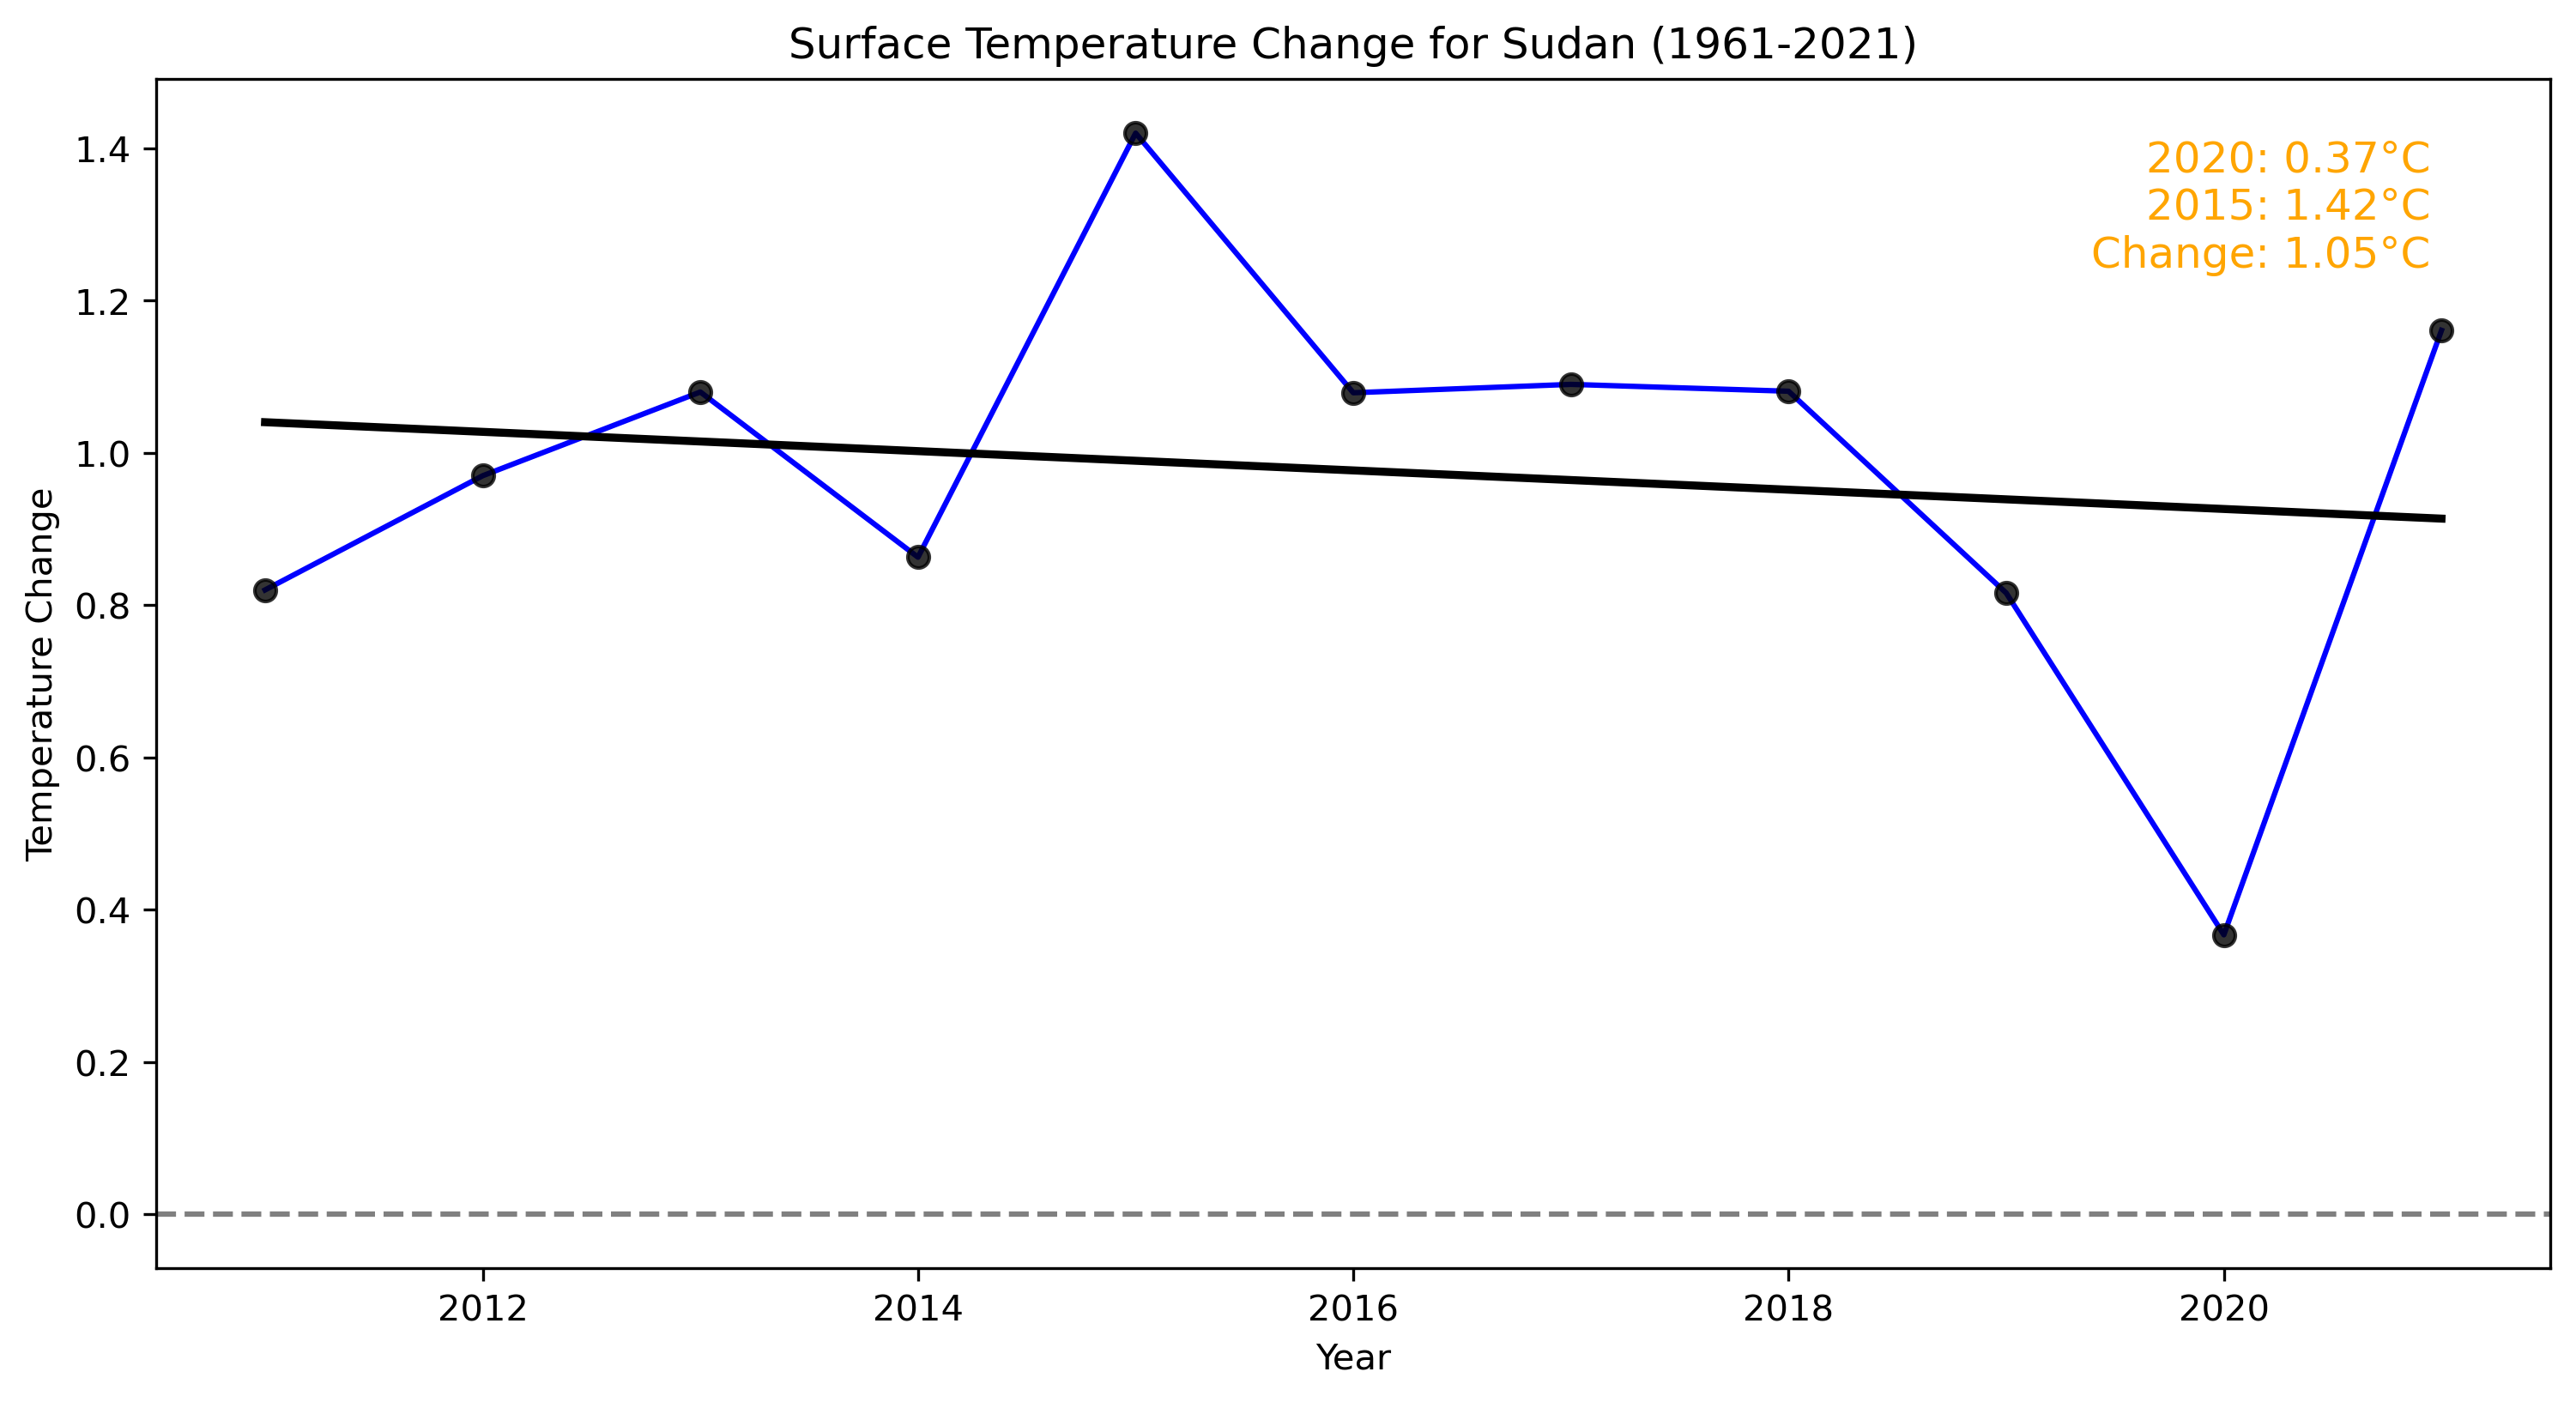 Surface Temperature Change for Sudan (1961-2021)
2020: 0.37°C
2015: 1.42°C
Change: 1.05°C
Temperature Change
1.4
1.2
1.0
0.8
0.6
0.4
0.2
0.0
2012 2014 2016 2018 2020
Year